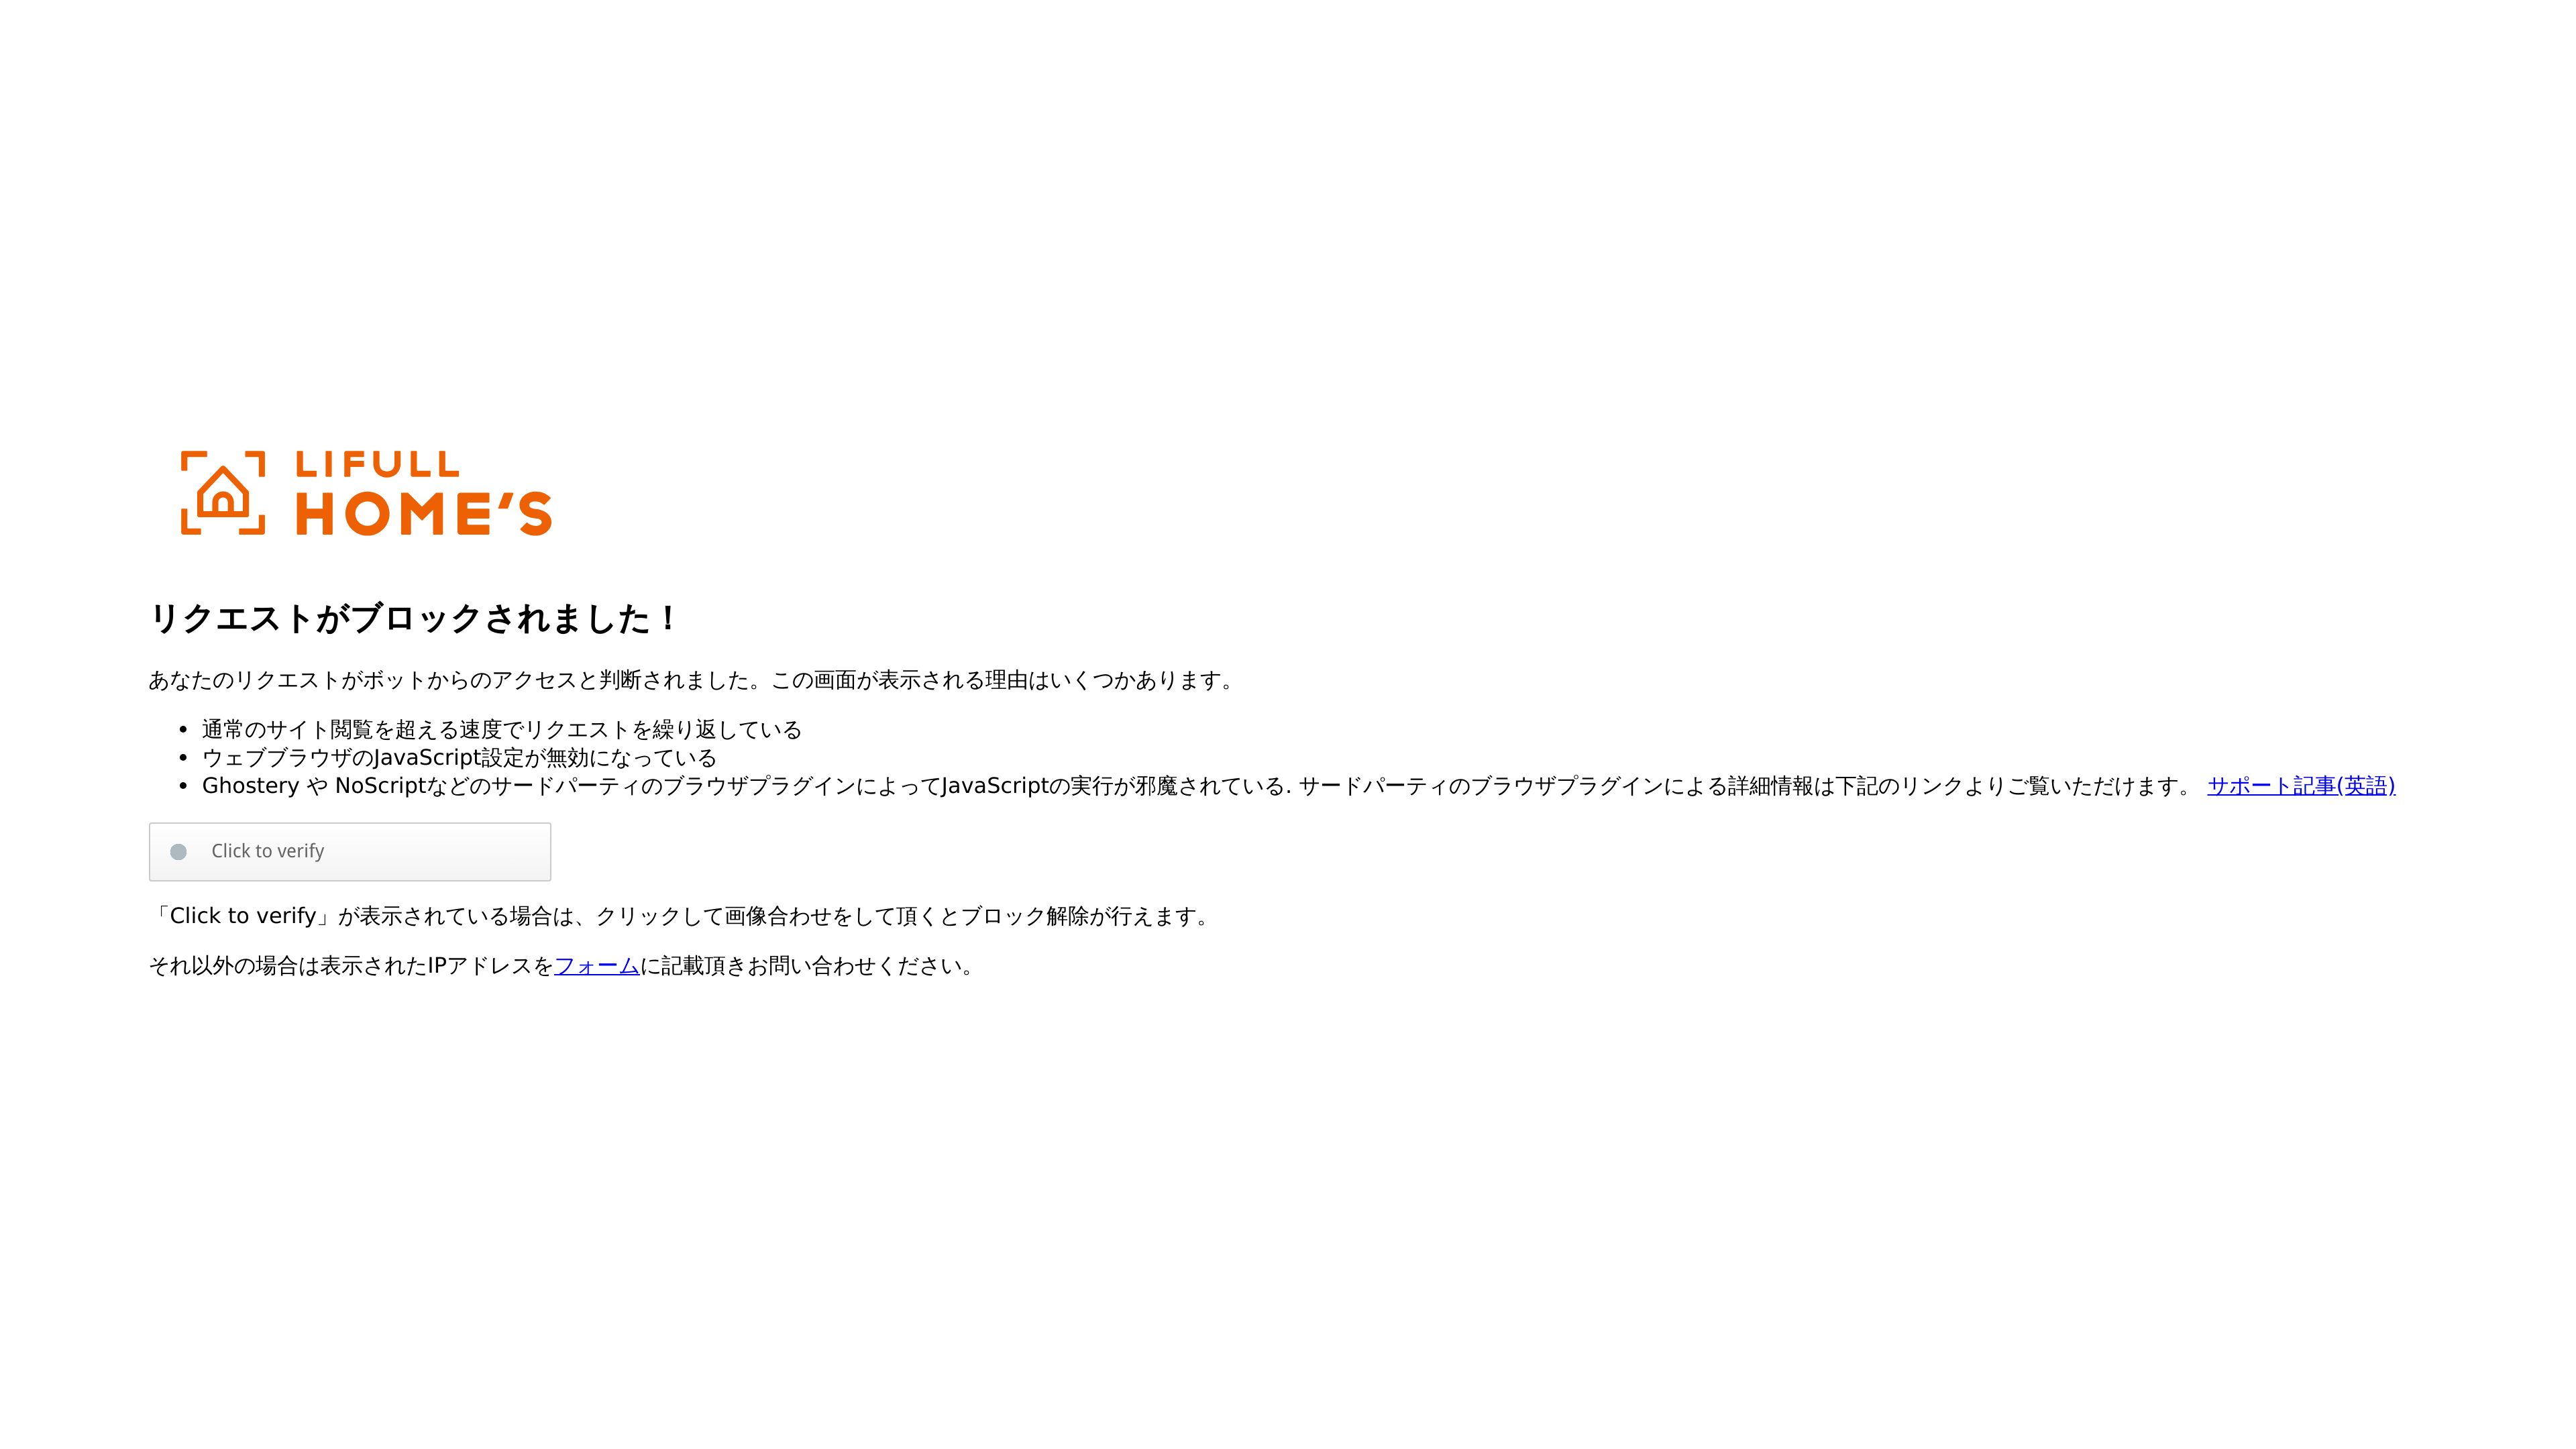 LIFULL
HOME'S
リクエストがブロックされました！
あなたのリクエストがボットからのアクセスと判断されました。この画面が表示される理由はいくつかあります。
• 通常のサイト閲覧を超える速度でリクエストを繰り返している
• ウェブブラウザのJavaScript設定が無効になっている
• Ghostery や NoScriptなどのサードパーティのブラウザプラグインによってJavaScriptの実行が邪魔されている. サードパーティのブラウザプラグインによる詳細情報は下記のリンクよりご覧いただけます。 サポート記事(英語)
Click to verify
「Click to verify」が表示されている場合は、クリックして画像合わせをして頂くとブロック解除が行えます。
それ以外の場合は表示されたIPアドレスをフォームに記載頂きお問い合わせください。